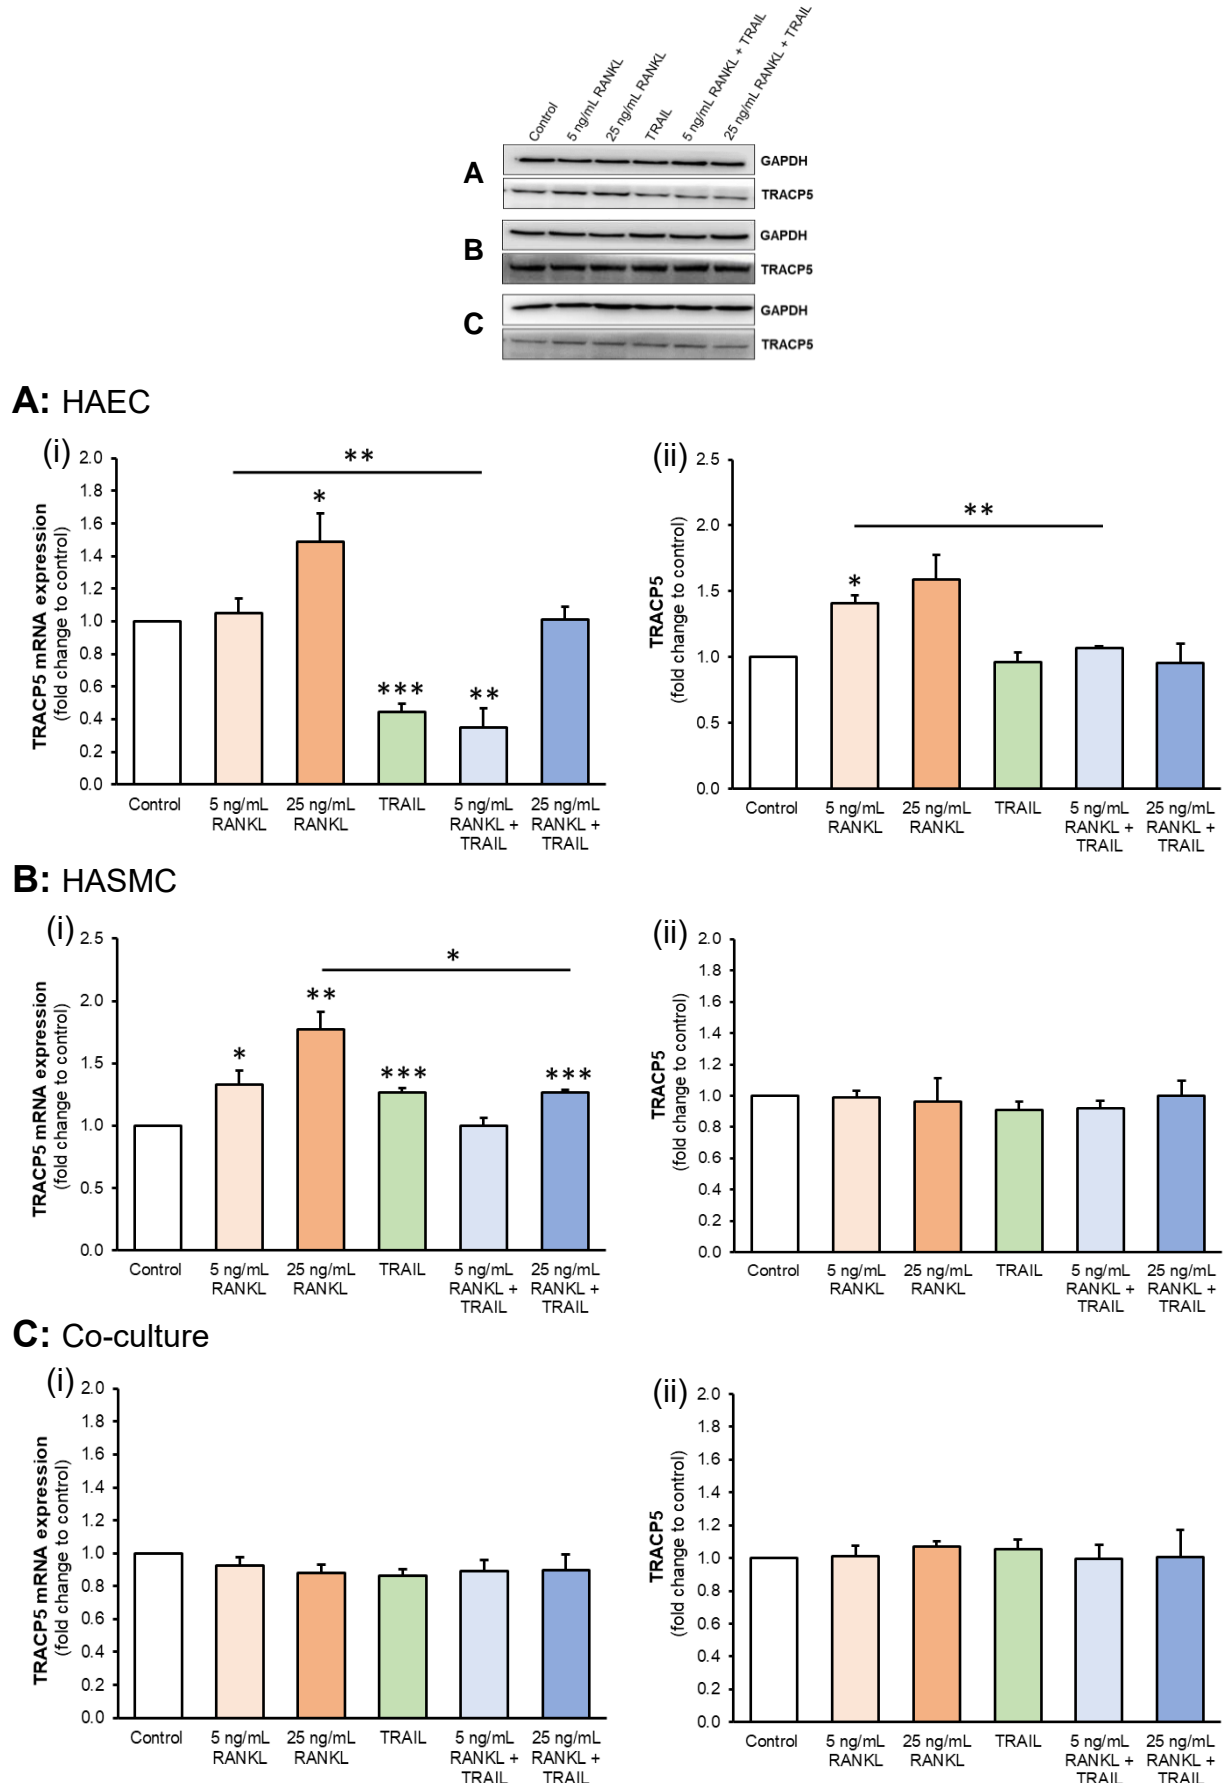 Control
5 ng/mL RANKL
25 ng/mL RANKL
TRAIL
5 ng/mL RANKL + TRAIL
25 ng/mL RANKL + TRAIL
A
GAPDH
TRACP5
B
GAPDH
TRACP5
C
GAPDH
TRACP5
A: HAEC
(i)
TRACP5 mRNA expression
(fold change to control)
2.0
1.8
1.6
1.4
1.2
1.0
0.8
0.6
0.4
0.2
0.0
**
*
***
**
Control
5 ng/mL
RANKL
25 ng/mL
RANKL
TRAIL
5 ng/mL
RANKL +
TRAIL
25 ng/mL
RANKL +
TRAIL
(ii)
TRACP5
(fold change to control)
2.5
2.0
1.5
1.0
0.5
0.0
**
*
Control
5 ng/mL
RANKL
25 ng/mL
RANKL
TRAIL
5 ng/mL
RANKL +
TRAIL
25 ng/mL
RANKL +
TRAIL
B: HASMC
(i)
TRACP5 mRNA expression
(fold change to control)
2.5
2.0
1.5
1.0
0.5
0.0
*
**
*
***
***
Control
5 ng/mL
RANKL
25 ng/mL
RANKL
TRAIL
5 ng/mL
RANKL +
TRAIL
25 ng/mL
RANKL +
TRAIL
(ii)
TRACP5
(fold change to control)
2.0
1.8
1.6
1.4
1.2
1.0
0.8
0.6
0.4
0.2
0.0
Control
5 ng/mL
RANKL
25 ng/mL
RANKL
TRAIL
5 ng/mL
RANKL +
TRAIL
25 ng/mL
RANKL +
TRAIL
C: Co-culture
(i)
TRACP5 mRNA expression
(fold change to control)
2.0
1.8
1.6
1.4
1.2
1.0
0.8
0.6
0.4
0.2
0.0
Control
5 ng/mL
RANKL
25 ng/mL
RANKL
TRAIL
5 ng/mL
RANKL +
TRAIL
25 ng/mL
RANKL +
TRAIL
(ii)
TRACP5
(fold change to control)
2.0
1.8
1.6
1.4
1.2
1.0
0.8
0.6
0.4
0.2
0.0
Control
5 ng/mL
RANKL
25 ng/mL
RANKL
TRAIL
5 ng/mL
RANKL +
TRAIL
25 ng/mL
RANKL +
TRAIL